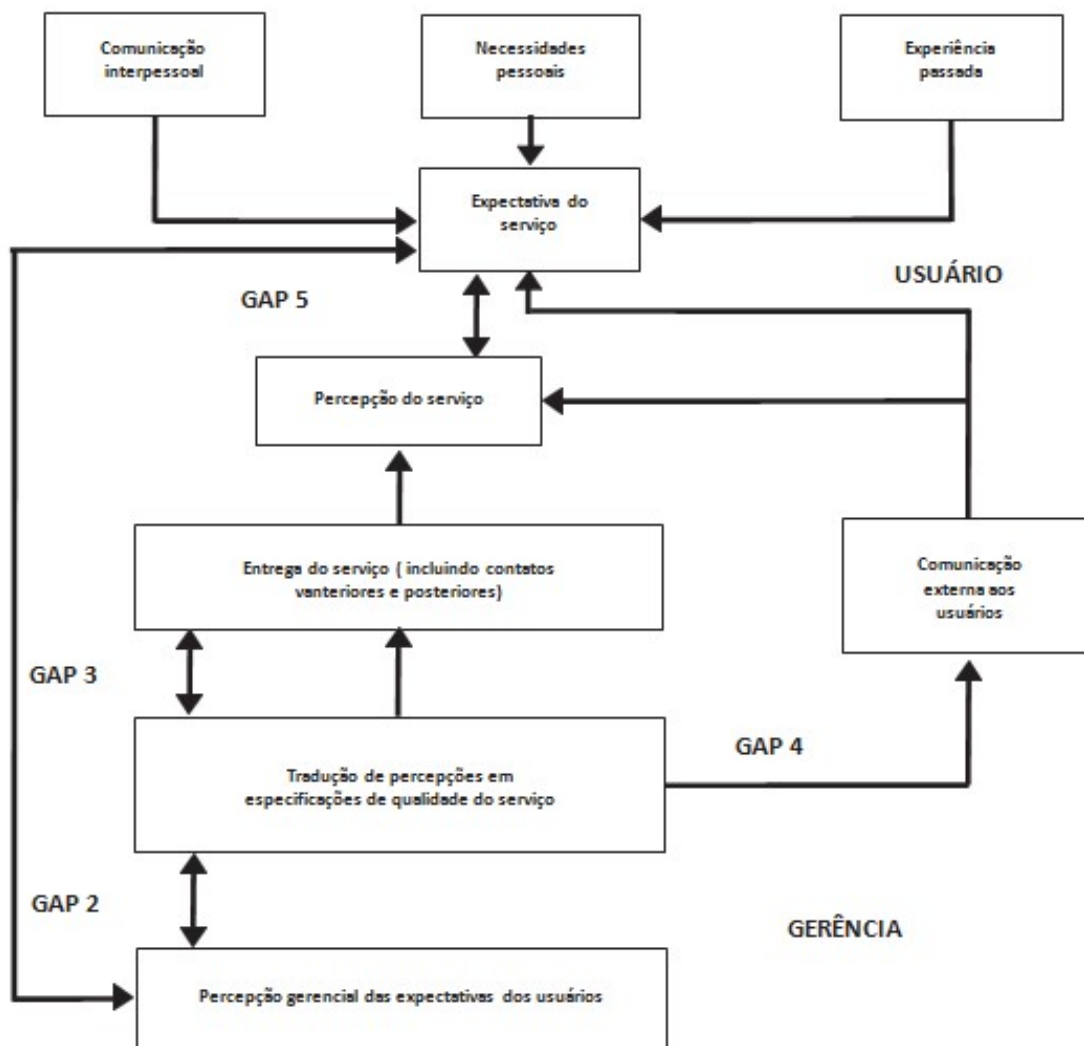 Comunicação
interpessoal
Necessidades
pessoais
Experiência
passada
Expectativa do
serviço
USUÁRIO
GAP 5
Percepção do serviço
Entrega do serviço ( incluindo contatos
vanteriores e posteriores)
Comunicação
externa aos
usuários
GAP 3
GAP 4
Tradução de percepções em
especificações de qualidade do serviço
GAP 2
GERÊNCIA
Percepção gerencial das expectativas dos usuários